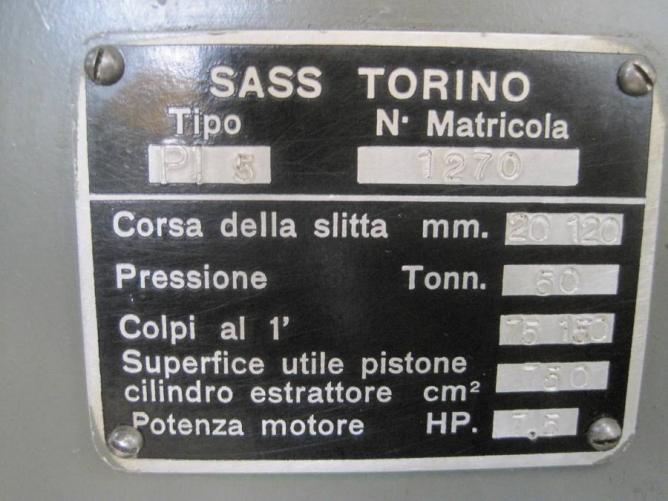 SASS TORINO
Tipo N· Matricola
PI 5 1270
Corsa della slitta mm. 20 120
Pressione Tonn. 60
Colpi al 1' 75 150
Superfice utile pistone
cilindro estrattore cm² 750
Potenza motore HP. 7,5